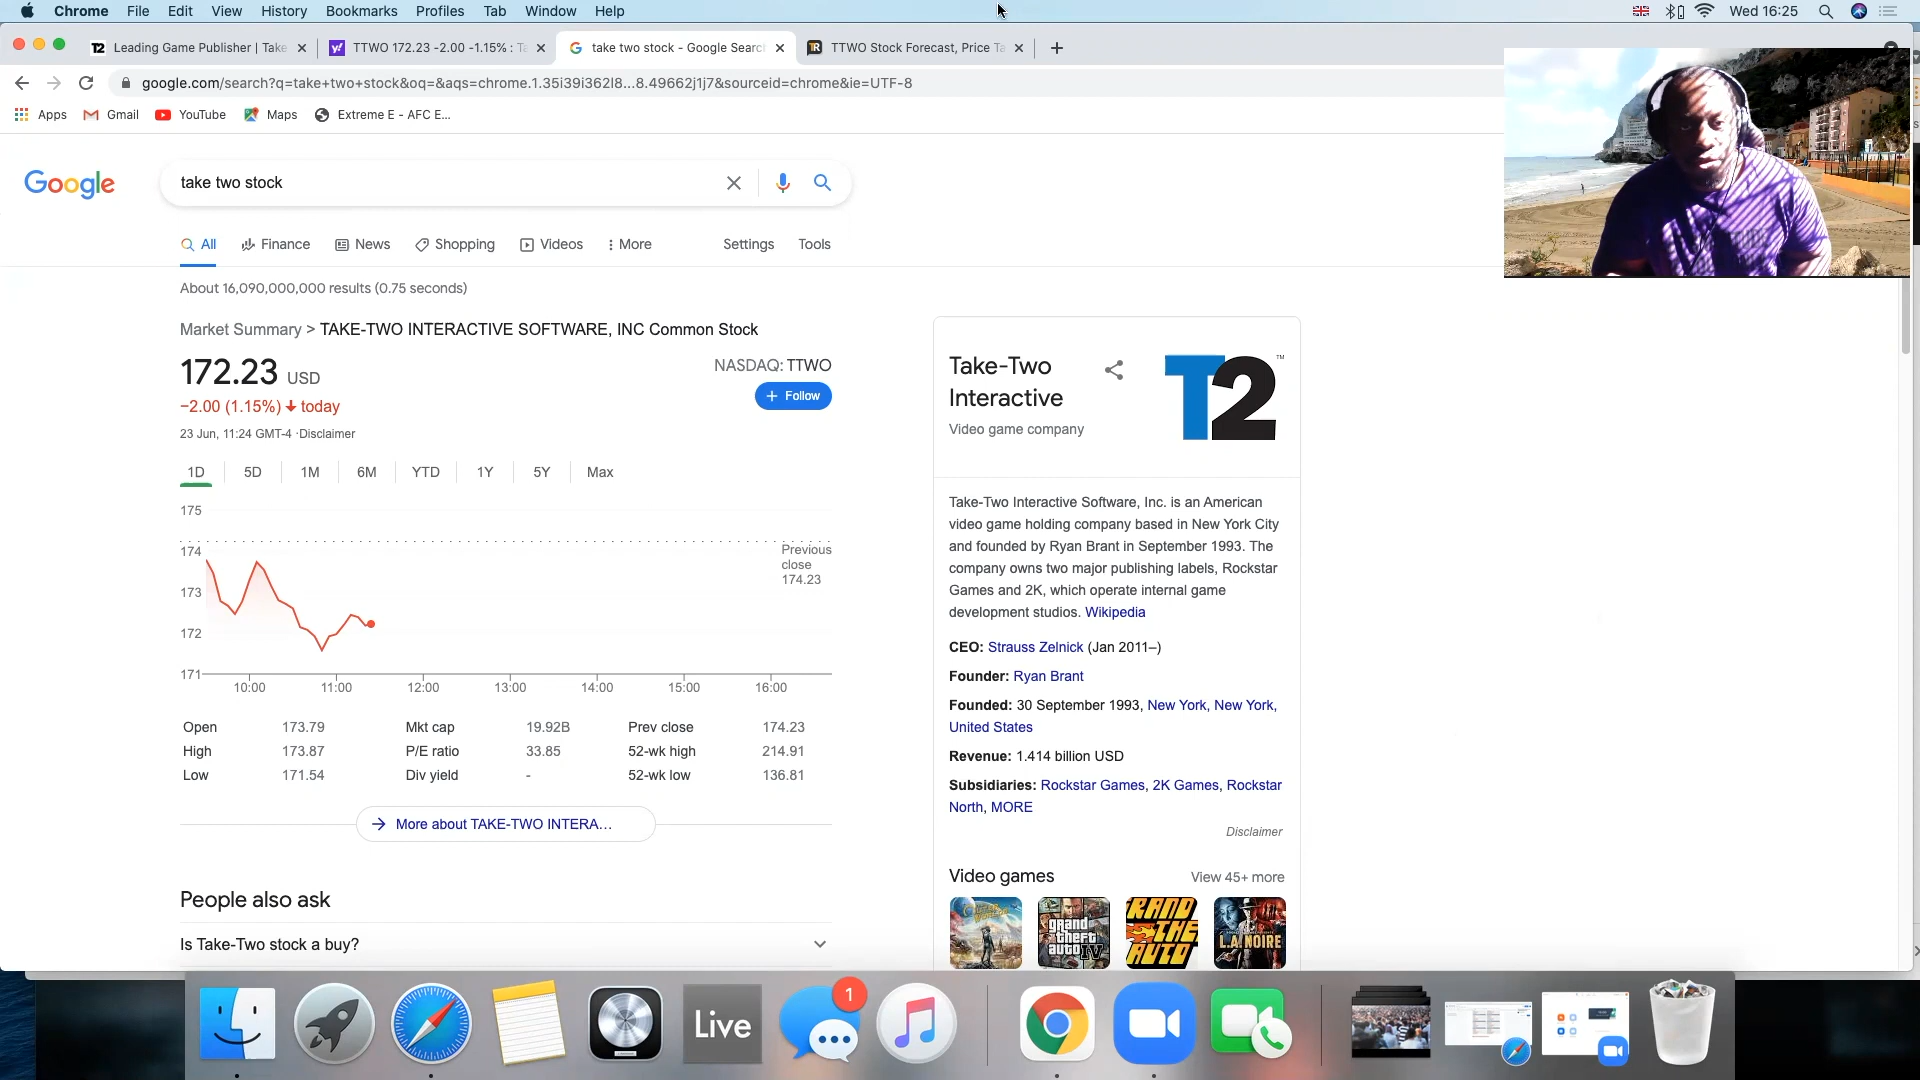 Chrome File Edit View History Bookmarks Profiles Tab Window Help
Wed 16:25
T2 Leading Game Publisher | Take
y! TTWO 172.23 -2.00 -1.15% : Ta
take two stock - Google Search
TR TTWO Stock Forecast, Price Ta
google.com/search?q=take+two+stock&oq=&aqs=chrome.1.35i39i362l8...8.49662j1j7&sourceid=chrome&ie=UTF-8
Apps Gmail YouTube Maps Extreme E - AFC E...
Google
take two stock
All Finance News Shopping Videos More Settings Tools
About 16,090,000,000 results (0.75 seconds)
Market Summary > TAKE-TWO INTERACTIVE SOFTWARE, INC Common Stock
172.23 USD
NASDAQ: TTWO
+ Follow
−2.00 (1.15%) today
23 Jun, 11:24 GMT-4 ·Disclaimer
1D 5D 1M 6M YTD 1Y 5Y Max
175
174
173
172
171
Previous
close
174.23
10:00 11:00 12:00 13:00 14:00 15:00 16:00
Open 173.79 Mkt cap 19.92B Prev close 174.23
High 173.87 P/E ratio 33.85 52-wk high 214.91
Low 171.54 Div yield - 52-wk low 136.81
More about TAKE-TWO INTERA...
People also ask
Is Take-Two stock a buy?
Take-Two
Interactive
Video game company
T2 ™
Take-Two Interactive Software, Inc. is an American
video game holding company based in New York City
and founded by Ryan Brant in September 1993. The
company owns two major publishing labels, Rockstar
Games and 2K, which operate internal game
development studios. Wikipedia
CEO: Strauss Zelnick (Jan 2011–)
Founder: Ryan Brant
Founded: 30 September 1993, New York, New York,
United States
Revenue: 1.414 billion USD
Subsidiaries: Rockstar Games, 2K Games, Rockstar
North, MORE
Disclaimer
Video games
View 45+ more
grand
theft
auto IV
L.A. NOIRE
Live
1